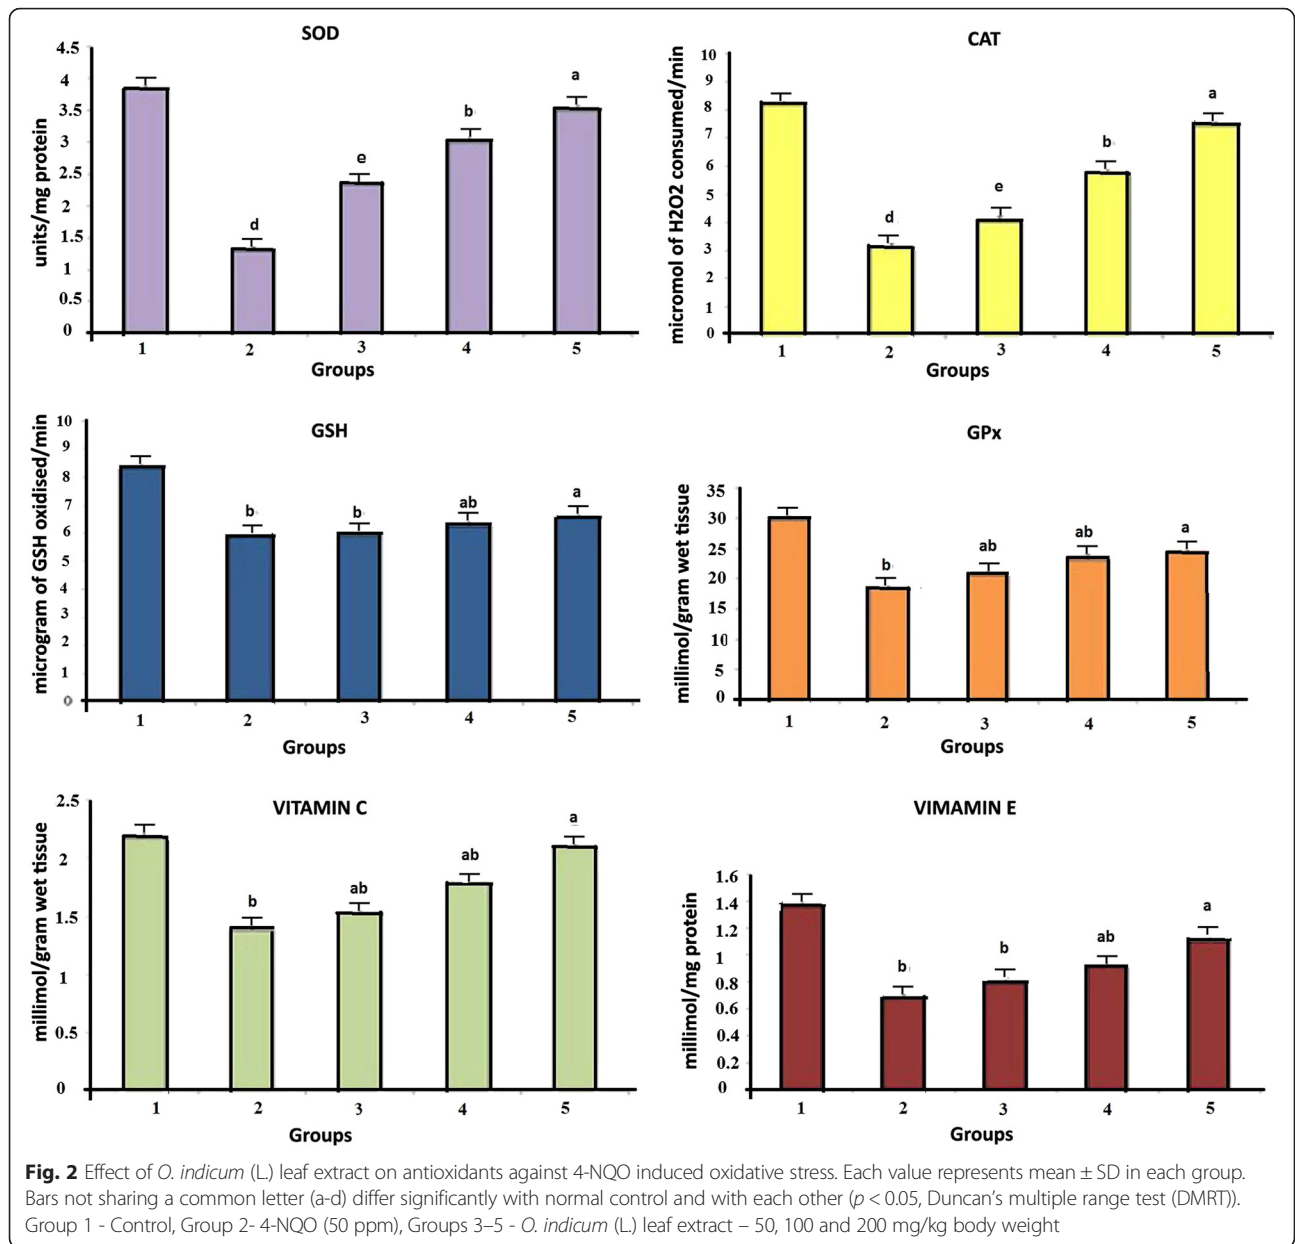 SOD
units/mg protein
4.5
4
3.5
3
2.5
2
1.5
1
0.5
0
d
e
b
a
1 2 3 4 5
Groups
CAT
micromol of H2O2 consumed/min
10
9
8
7
6
5
4
3
2
1
0
d
e
b
a
1 2 3 4 5
Groups
GSH
microgram of GSH oxidised/min
10
9
8
7
6
5
4
3
2
1
0
b
b
ab
a
1 2 3 4 5
Groups
GPx
millimol/gram wet tissue
35
30
25
20
15
10
5
0
b
ab
ab
a
1 2 3 4 5
Groups
VITAMIN C
millimol/gram wet tissue
2.5
2
1.5
1
0.5
0
b
ab
ab
a
1 2 3 4 5
Groups
VIMAMIN E
millimol/mg protein
1.6
1.4
1.2
1
0.8
0.6
0.4
0.2
0
b
b
ab
a
1 2 3 4 5
Groups
Fig. 2 Effect of O. indicum (L.) leaf extract on antioxidants against 4-NQO induced oxidative stress. Each value represents mean ± SD in each group.
Bars not sharing a common letter (a-d) differ significantly with normal control and with each other (p < 0.05, Duncan's multiple range test (DMRT)).
Group 1 - Control, Group 2- 4-NQO (50 ppm), Groups 3–5 - O. indicum (L.) leaf extract – 50, 100 and 200 mg/kg body weight